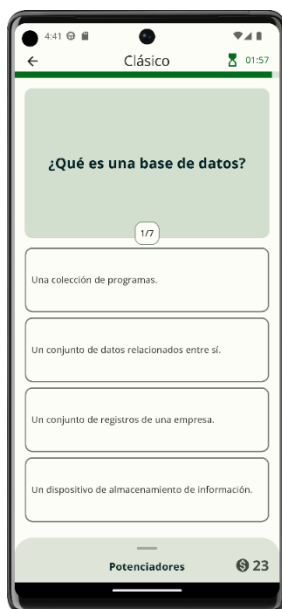 4:41
Clásico
01:57
¿Qué es una base de datos?
1/7
Una colección de programas.
Un conjunto de datos relacionados entre sí.
Un conjunto de registros de una empresa.
Un dispositivo de almacenamiento de información.
Potenciadores
23